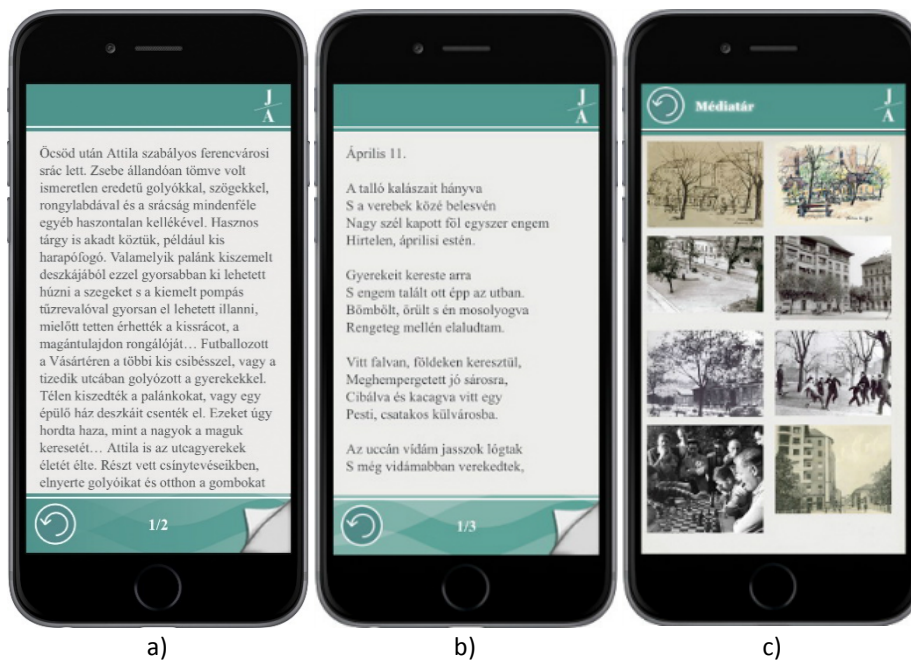 J
A
Öcsöd után Attila szabályos ferencvárosi
srác lett. Zsebe állandóan tömve volt
ismeretlen eredetű golyókkal, szögekkel,
rongylabdával és a srácság mindenféle
egyéb haszontalan kellékével. Hasznos
tárgy is akadt köztük, például kis
harapófogó. Valamelyik palánk kiszemelt
deszkájából ezzel gyorsabban ki lehetett
húzni a szegeket s a kiemelt pompás
tűzrevalóval gyorsan el lehetett illanni,
mielőtt tetten érhették a kissrácot, a
magántulajdon rongálóját… Futballozott
a Vásártéren a többi kis csibésszel, vagy a
tizedik utcában golyózott a gyerekekkel.
Télen kiszedték a palánkokat, vagy egy
épülő ház deszkáit csenték el. Ezeket úgy
hordta haza, mint a nagyok a maguk
keresetét… Attila is az utcagyerekek
életét élte. Részt vett csínytevéseikben,
elnyerte golyóikat és otthon a gombokat
1/2
a)
J
A
Április 11.
A talló kalászait hányva
S a verebek közé belesvén
Nagy szél kapott föl egyszer engem
Hirtelen, áprilisi estén.
Gyerekeit kereste arra
S engem talált ott épp az utban.
Bömbölt, örült s én mosolyogva
Rengeteg mellén elaludtam.
Vitt falvan, földeken keresztül,
Meghempergetett jó sárosra,
Cibálva és kacagva vitt egy
Pesti, csatakos külvárosba.
Az uccán vidám jasszok lógtak
S még vidámabban verekedtek,
1/3
b)
Médiatár
J
A
c)